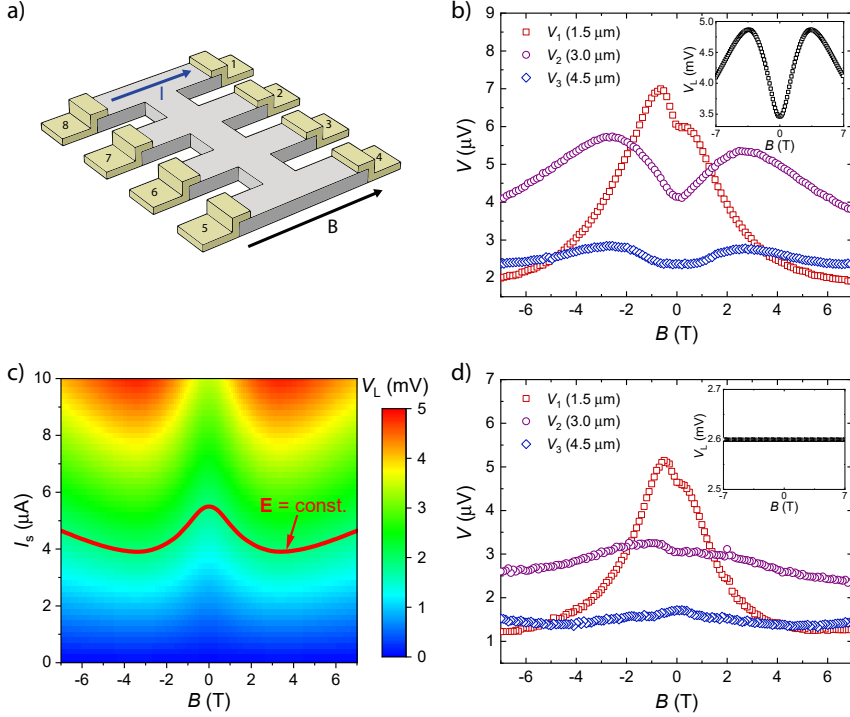 a)
1
2
3
4
5
6
7
8
I
B
b)
V₁ (1.5 μm)
V₂ (3.0 μm)
V₃ (4.5 μm)
V (μV)
9
8
7
6
5
4
3
2
-6 -4 -2 0 2 4 6
B (T)
V_L (mV)
5.0
4.5
4.0
3.5
-7 0 7
B (T)
c)
V_L (mV)
I_s (μA)
10
8
6
4
2
0
-6 -4 -2 0 2 4 6
B (T)
E = const.
5
4
3
2
1
0
d)
V₁ (1.5 μm)
V₂ (3.0 μm)
V₃ (4.5 μm)
V (μV)
7
6
5
4
3
2
1
-6 -4 -2 0 2 4 6
B (T)
V_L (mV)
2.7
2.6
2.5
-7 0 7
B (T)